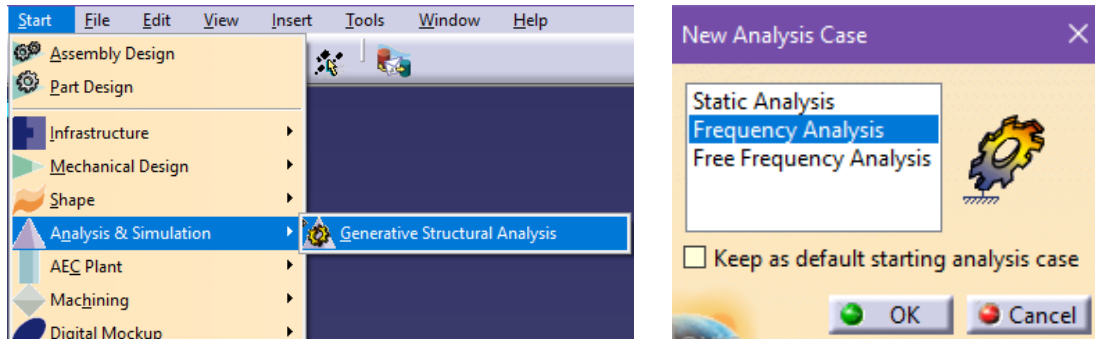 Start File Edit View Insert Tools Window Help
Assembly Design
Part Design
Infrastructure
Mechanical Design
Shape
Analysis & Simulation
Generative Structural Analysis
AEC Plant
Machining
Digital Mockup
New Analysis Case
Static Analysis
Frequency Analysis
Free Frequency Analysis
Keep as default starting analysis case
OK
Cancel